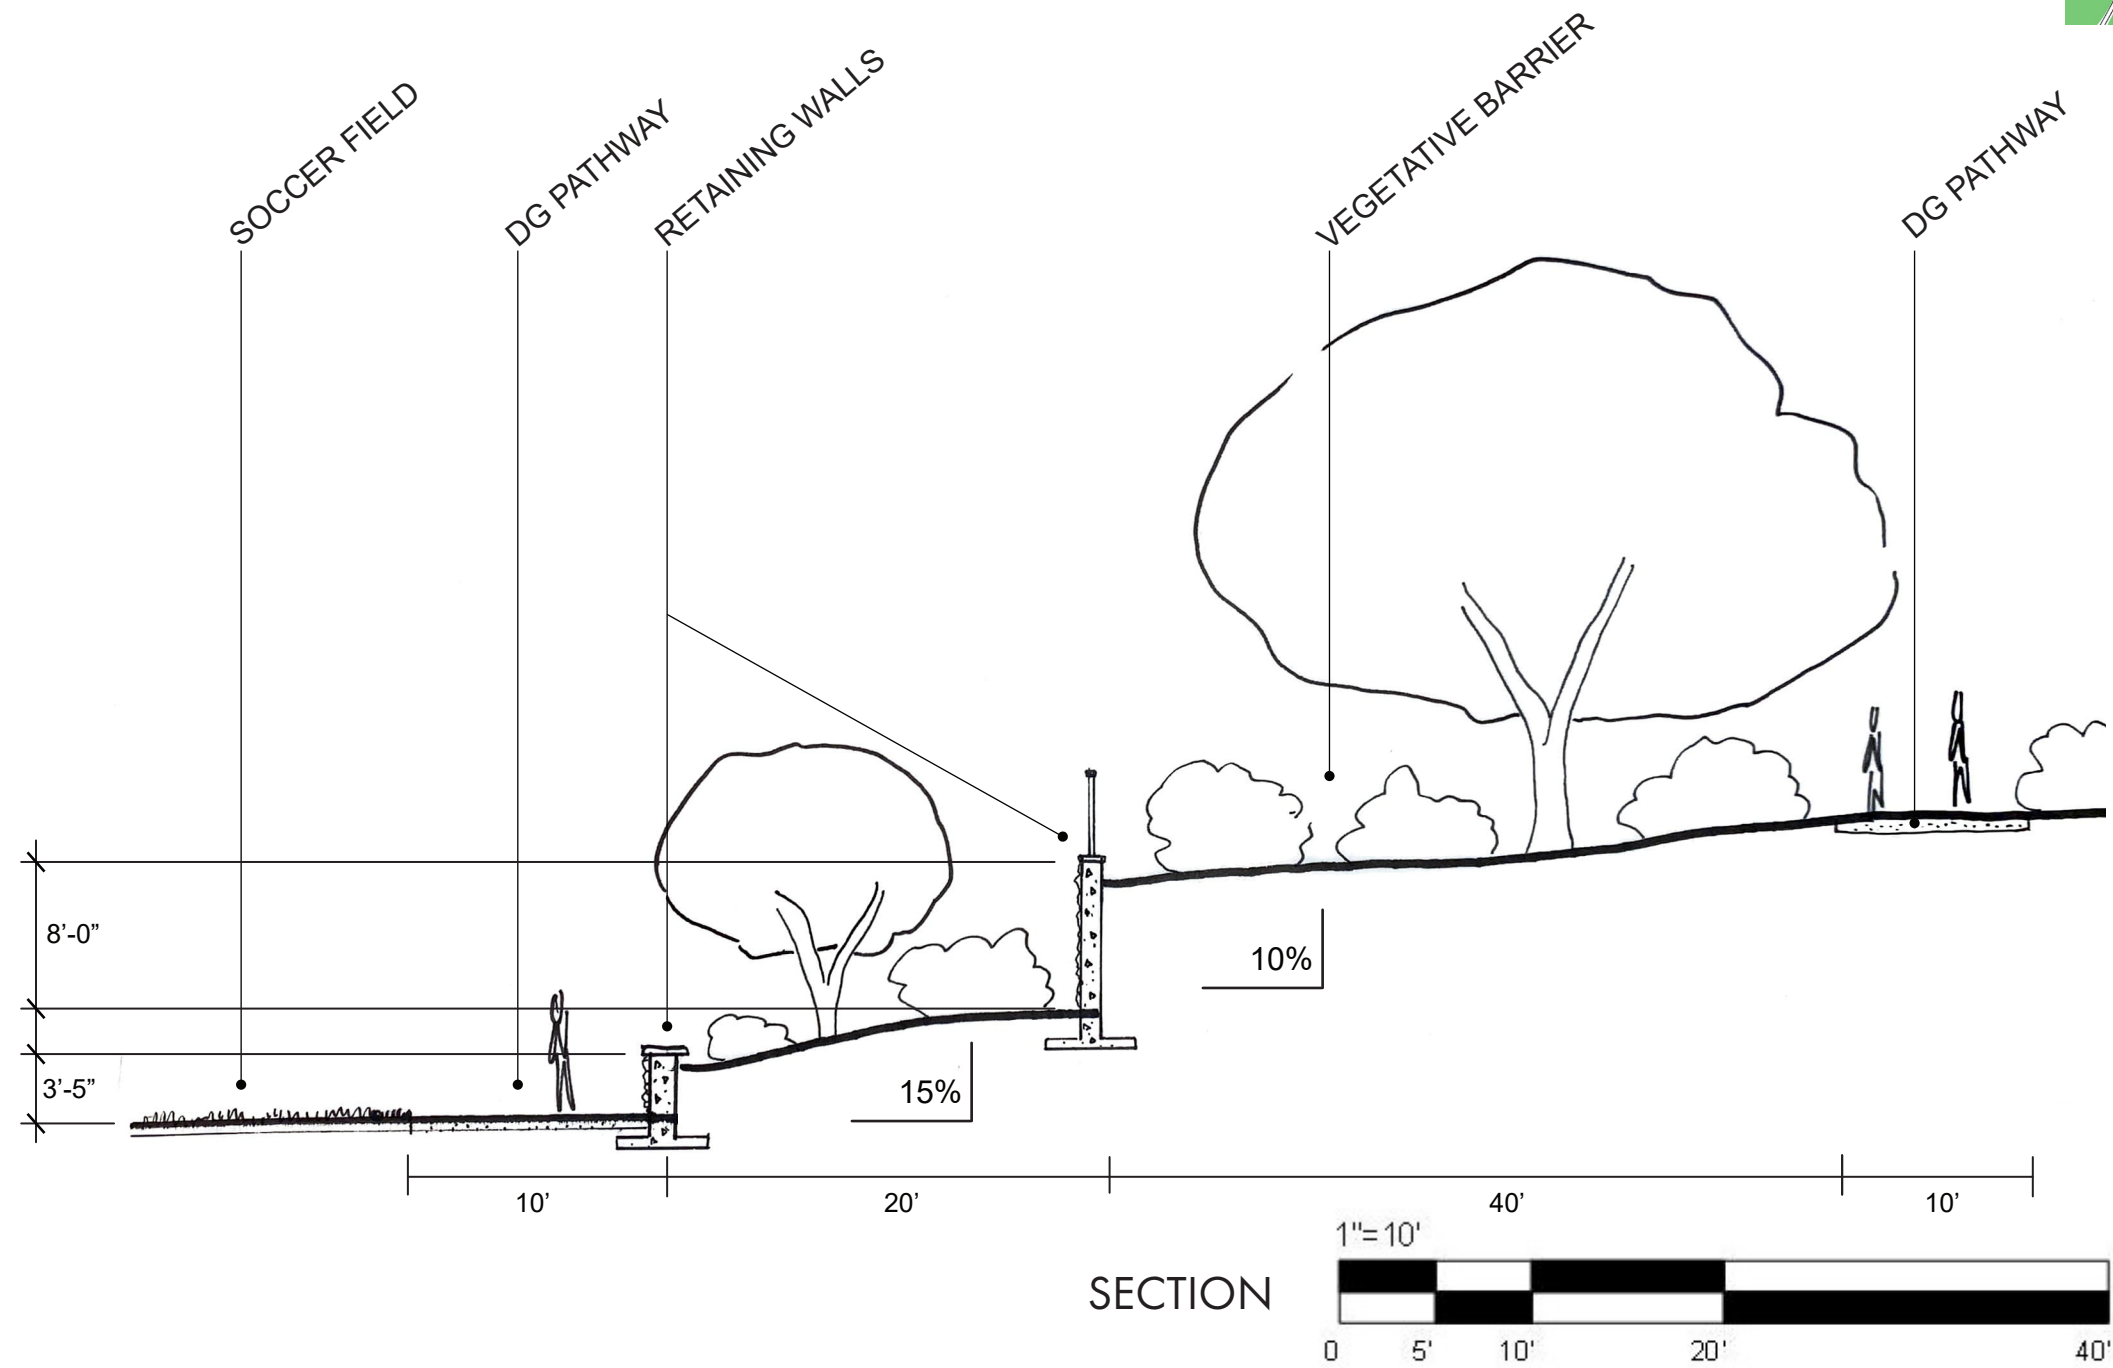 SOCCER FIELD
DG PATHWAY
RETAINING WALLS
VEGETATIVE BARRIER
DG PATHWAY
8’-0”
3’-5”
10%
15%
10’
20’
40’
10’
1"=10'
SECTION
0 5' 10' 20' 40'